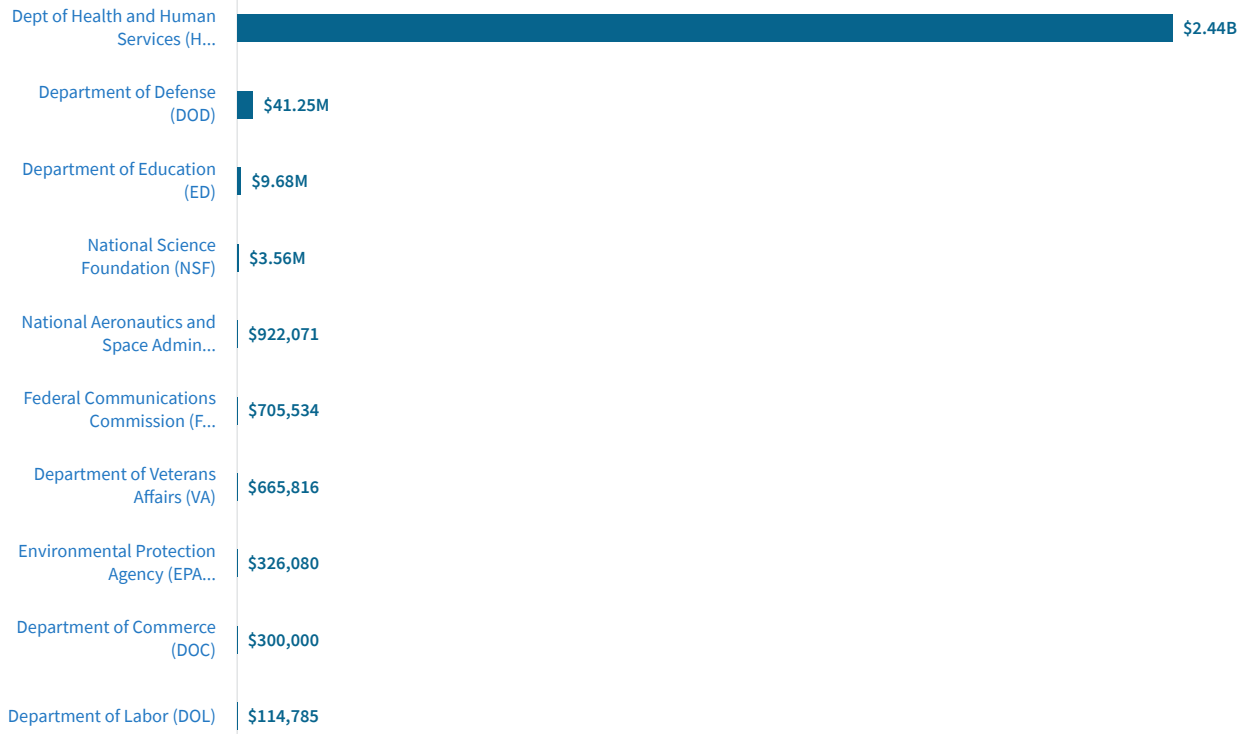 Dept of Health and Human
Services (H...
$2.44B
Department of Defense
(DOD)
$41.25M
Department of Education
(ED)
$9.68M
National Science
Foundation (NSF)
$3.56M
National Aeronautics and
Space Admin...
$922,071
Federal Communications
Commission (F...
$705,534
Department of Veterans
Affairs (VA)
$665,816
Environmental Protection
Agency (EPA...
$326,080
Department of Commerce
(DOC)
$300,000
Department of Labor (DOL)
$114,785